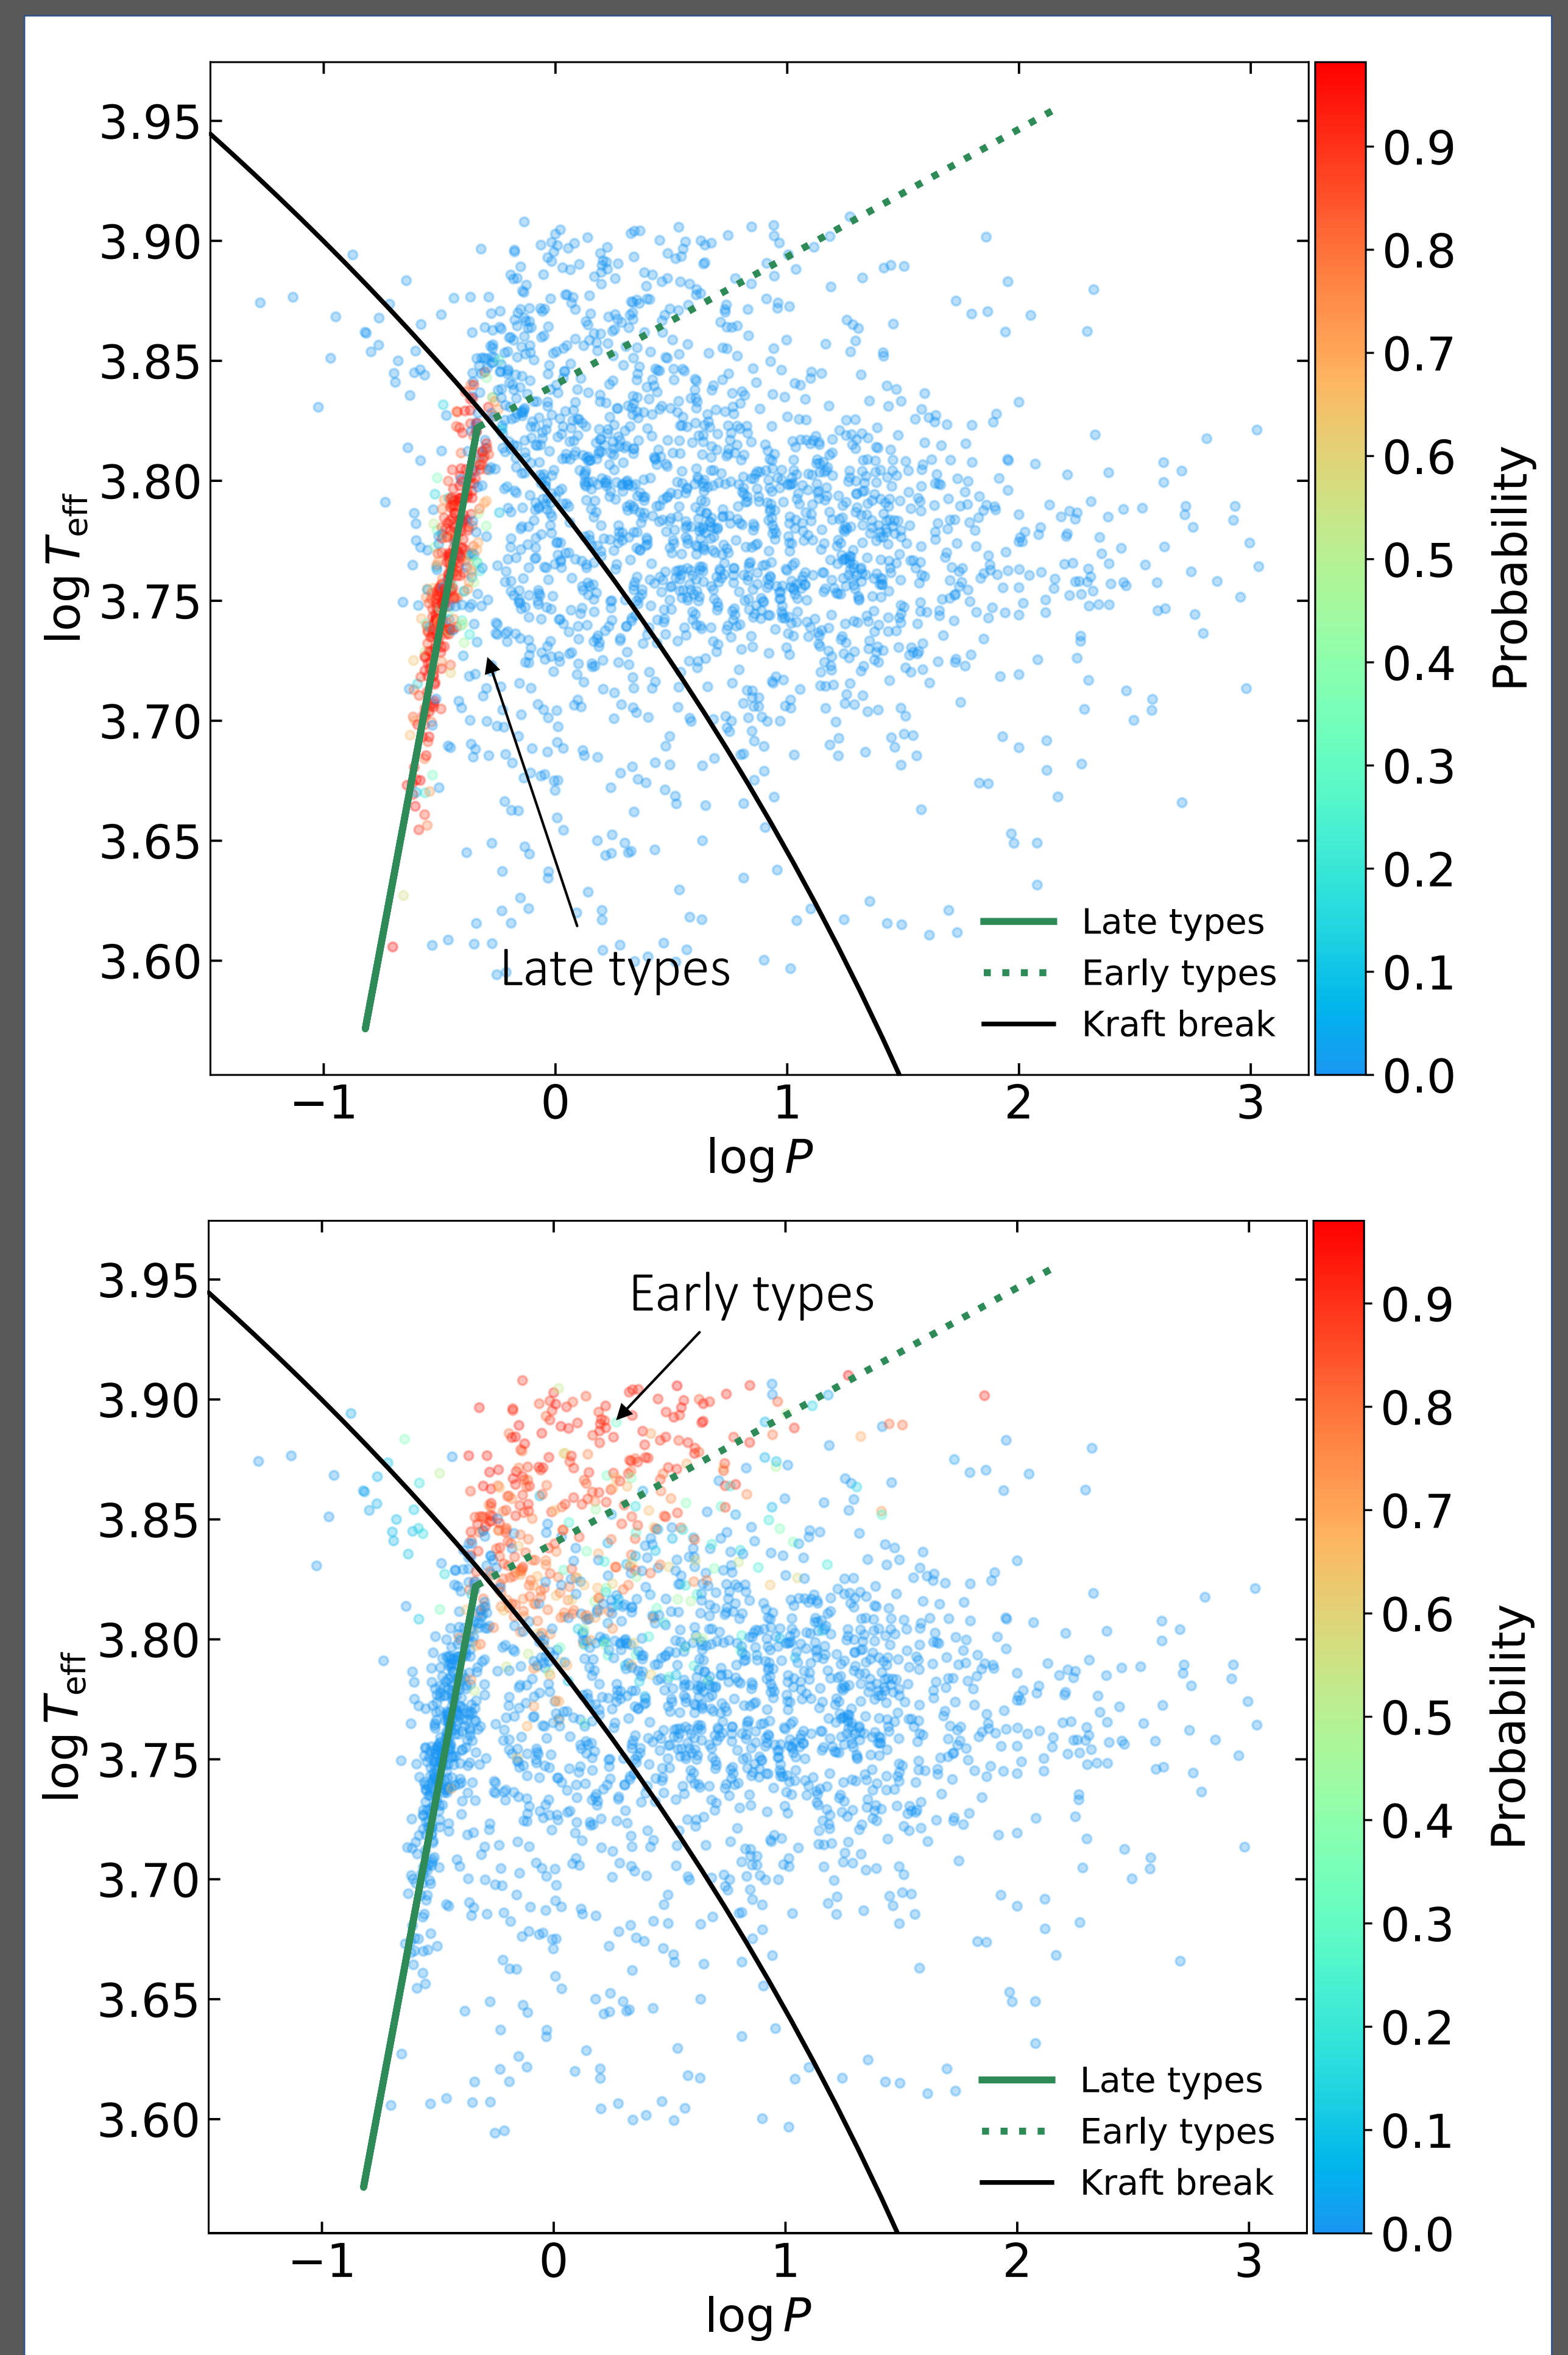 3.95
3.90
3.85
3.80
3.75
3.70
3.65
3.60
log T_eff
−1 0 1 2 3
log P
Late types
Late types
Early types
Kraft break
0.9
0.8
0.7
0.6
0.5
0.4
0.3
0.2
0.1
0.0
Probability
3.95
3.90
3.85
3.80
3.75
3.70
3.65
3.60
log T_eff
−1 0 1 2 3
log P
Early types
Late types
Early types
Kraft break
0.9
0.8
0.7
0.6
0.5
0.4
0.3
0.2
0.1
0.0
Probability